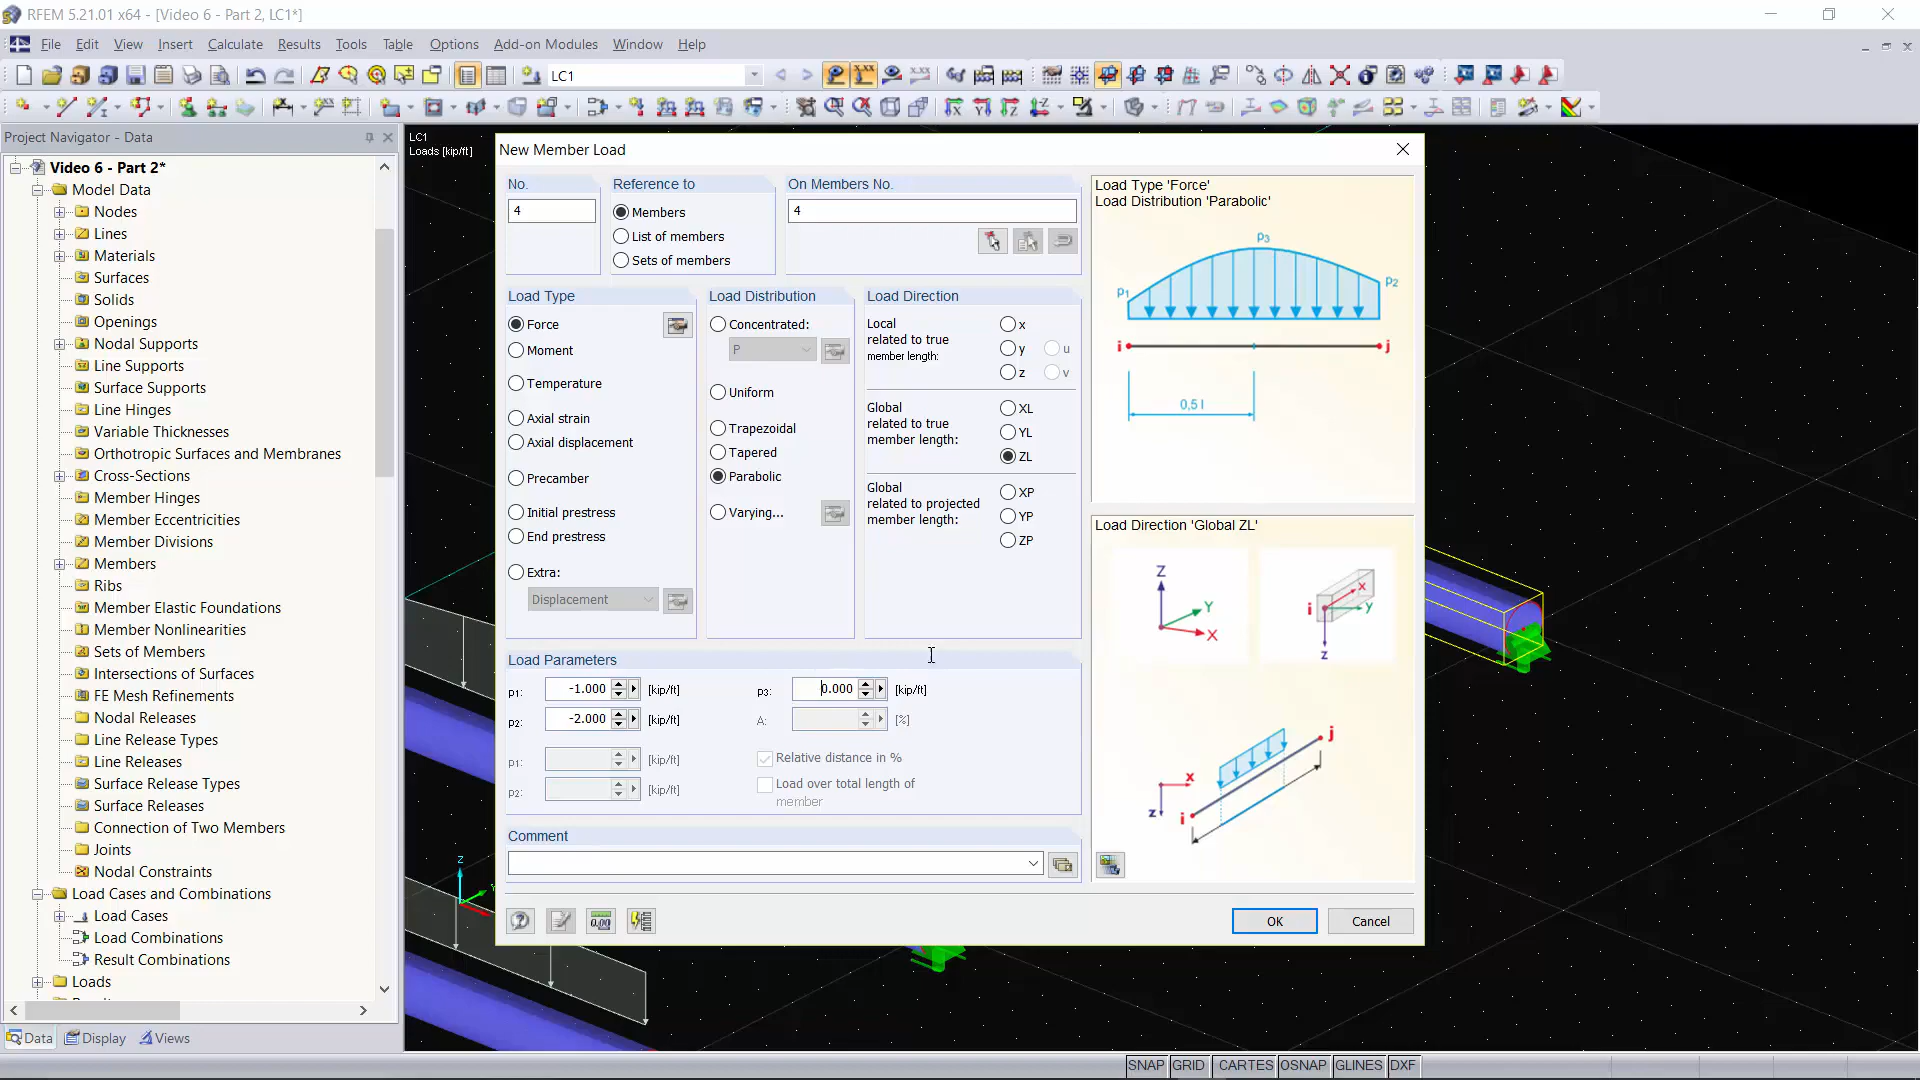 RFEM 5.21.01 x64 - [Video 6 - Part 2, LC1*]
File Edit View Insert Calculate Results Tools Table Options Add-on Modules Window Help
LC1
Project Navigator - Data
Video 6 - Part 2*
Model Data
Nodes
Lines
Materials
Surfaces
Solids
Openings
Nodal Supports
Line Supports
Surface Supports
Line Hinges
Variable Thicknesses
Orthotropic Surfaces and Membranes
Cross-Sections
Member Hinges
Member Eccentricities
Member Divisions
Members
Ribs
Member Elastic Foundations
Member Nonlinearities
Sets of Members
Intersections of Surfaces
FE Mesh Refinements
Nodal Releases
Line Release Types
Line Releases
Surface Release Types
Surface Releases
Connection of Two Members
Joints
Nodal Constraints
Load Cases and Combinations
Load Cases
Load Combinations
Result Combinations
Loads
Data Display Views
LC1
Loads [kip/ft]
Z
New Member Load
No.
4
Reference to
Members
List of members
Sets of members
On Members No.
4
Load Type
Force
Moment
Temperature
Axial strain
Axial displacement
Precamber
Initial prestress
End prestress
Extra:
Displacement
Load Distribution
Concentrated:
P
Uniform
Trapezoidal
Tapered
Parabolic
Varying...
Load Direction
Local
related to true
member length:
x
y
z
u
v
Global
related to true
member length:
XL
YL
ZL
Global
related to projected
member length:
XP
YP
ZP
Load Parameters
p1: -1.000 [kip/ft]
p2: -2.000 [kip/ft]
p1: [kip/ft]
p2: [kip/ft]
p3: 0.000 [kip/ft]
A: [%]
Relative distance in %
Load over total length of
member
Comment
0.00
OK Cancel
Load Type 'Force'
Load Distribution 'Parabolic'
p3
p1
p2
i
j
0,5 l
Load Direction 'Global ZL'
Z
Y
X
x
i
y
z
j
x
z
i
SNAP GRID CARTES OSNAP GLINES DXF